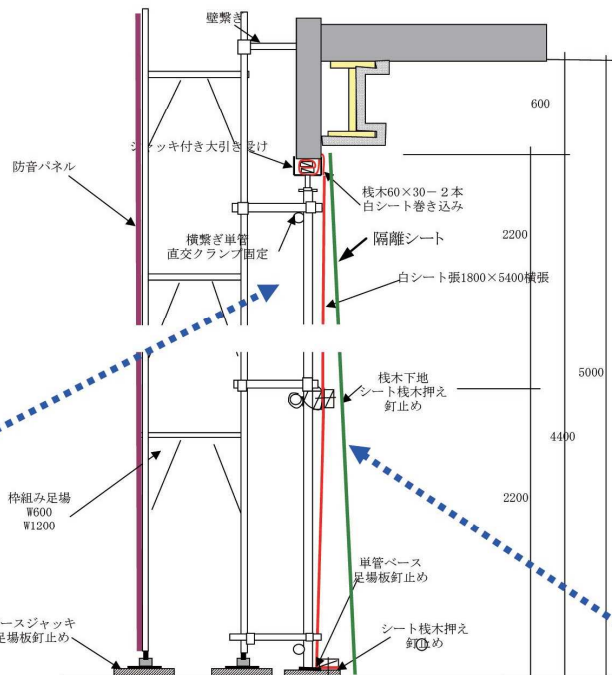 壁繋ぎ
600
ジャッキ付き大引き受け
防音パネル
桟木60×30－2本
白シート巻き込み
横繋ぎ単管
直交クランプ固定
隔離シート
2200
白シート張1800×5400横張
5000
桟木下地
シート桟木押え
釘止め
4400
枠組み足場
W600
W1200
2200
単管ベース
足場板釘止め
ースジャッキ
足場板釘止め
シート桟木押え
釘止め